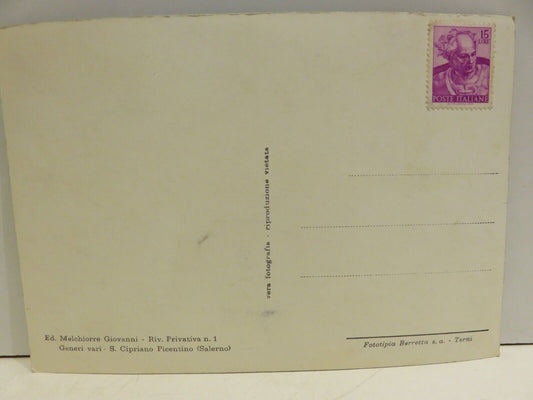 15
LIRE
POSTE ITALIANE
vera fotografia - riproduzione vietata
Ed. Melchiorre Giovanni - Riv. Privativa n. 1
Generi vari - S. Cipriano Picentino (Salerno)
Fototipia Berretta s. a. - Terni